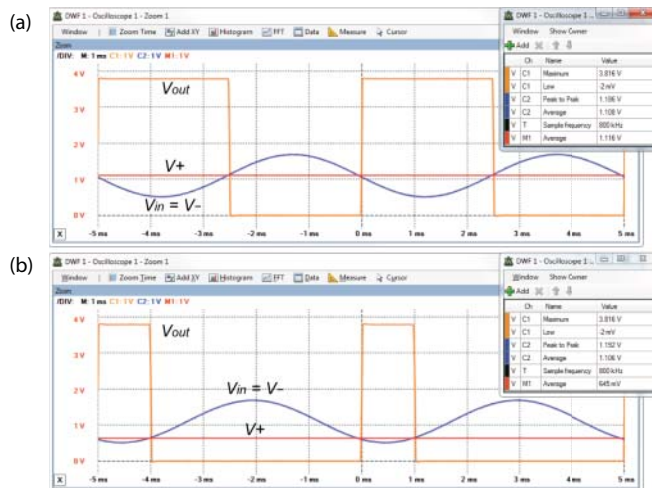 (a)
DWF 1 - Oscilloscope 1 - Zoom 1
Window Zoom Time Add XY Histogram FFT Data Measure Cursor
Zoom
/DIV: M: 1 ms C1: 1 V C2: 1 V M1: 1 V
4 V
3 V
2 V
1 V
0 V
Vout
V+
Vin = V–
X
-5 ms -4 ms -3 ms -2 ms -1 ms 0 ms 1 ms 2 ms 3 ms 4 ms 5 ms
DWF 1 - Oscilloscope 1 -
Window Show Corner
Add
Ch Name Value
V C1 Maximum 3.816 V
V C1 Low -2 mV
V C2 Peak to Peak 1.186 V
V C2 Average 1.108 V
V T Sample frequency 800 kHz
V M1 Average 1.116 V
(b)
DWF 1 - Oscilloscope 1 - Zoom 1
Window Zoom Time Add XY Histogram FFT Data Measure Cursor
Zoom
/DIV: M: 1 ms C1: 1 V C2: 1 V M1: 1 V
4 V
3 V
2 V
1 V
0 V
Vout
Vin = V–
V+
X
-5 ms -4 ms -3 ms -2 ms -1 ms 0 ms 1 ms 2 ms 3 ms 4 ms 5 ms
DWF 1 - Oscilloscope 1 -
Window Show Corner
Add
Ch Name Value
V C1 Maximum 3.816 V
V C1 Low -2 mV
V C2 Peak to Peak 1.192 V
V C2 Average 1.106 V
V T Sample frequency 800 kHz
V M1 Average 645 mV